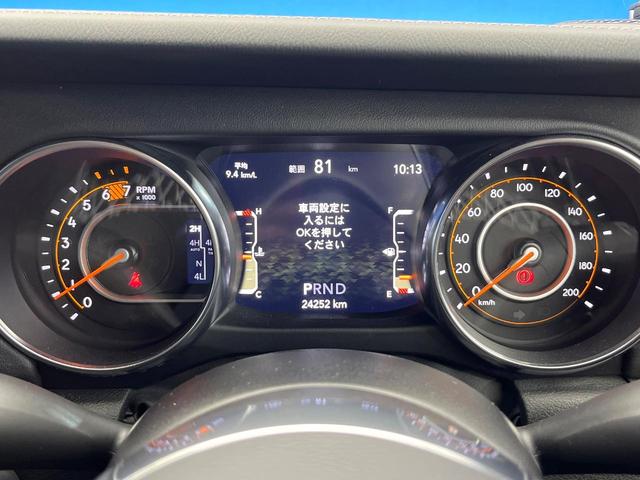 平均
9.4 km/L
範囲 81 km
10:13
車両設定に
入るには
OKを押して
ください
H
C
F
E
PRND
24252 km
0
1
2
3
4
5
6
7
RPM
x 1000
2H
4H
AUTO
4H
N
4L
0
20
40
60
80
100
120
140
160
180
200
km/h